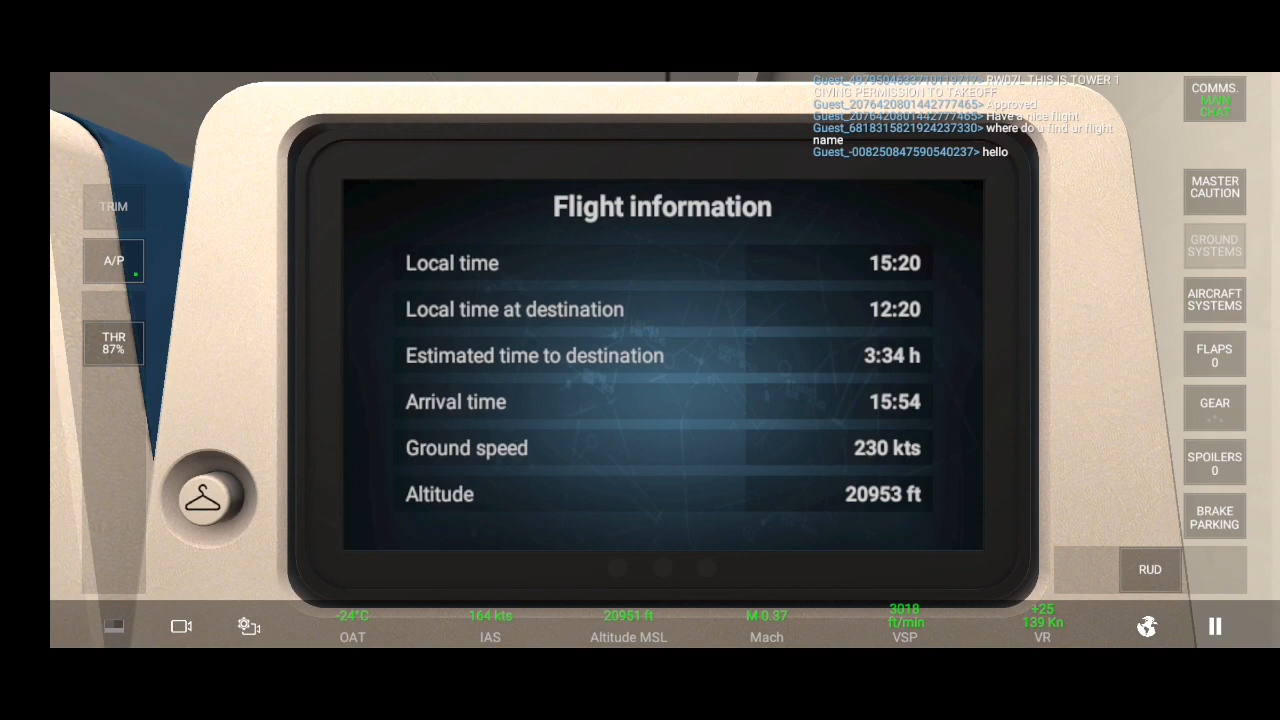 Guest_4979504633710119717> RW07L THIS IS TOWER 1
GIVING PERMISSION TO TAKEOFF
Guest_2076420801442777465> Approved
Guest_2076420801442777465> Have a nice flight
Guest_6818315821924237330> where do u find ur flight
name
Guest_-008250847590540237> hello
COMMS.
MAIN
CHAT
MASTER
CAUTION
GROUND
SYSTEMS
AIRCRAFT
SYSTEMS
FLAPS
0
GEAR
SPOILERS
0
BRAKE
PARKING
RUD
TRIM
A/P
THR
87%
Flight information
Local time 15:20
Local time at destination 12:20
Estimated time to destination 3:34 h
Arrival time 15:54
Ground speed 230 kts
Altitude 20953 ft
-24°C
OAT
164 kts
IAS
20951 ft
Altitude MSL
M 0.37
Mach
3018
ft/min
VSP
+25
139 Kn
VR